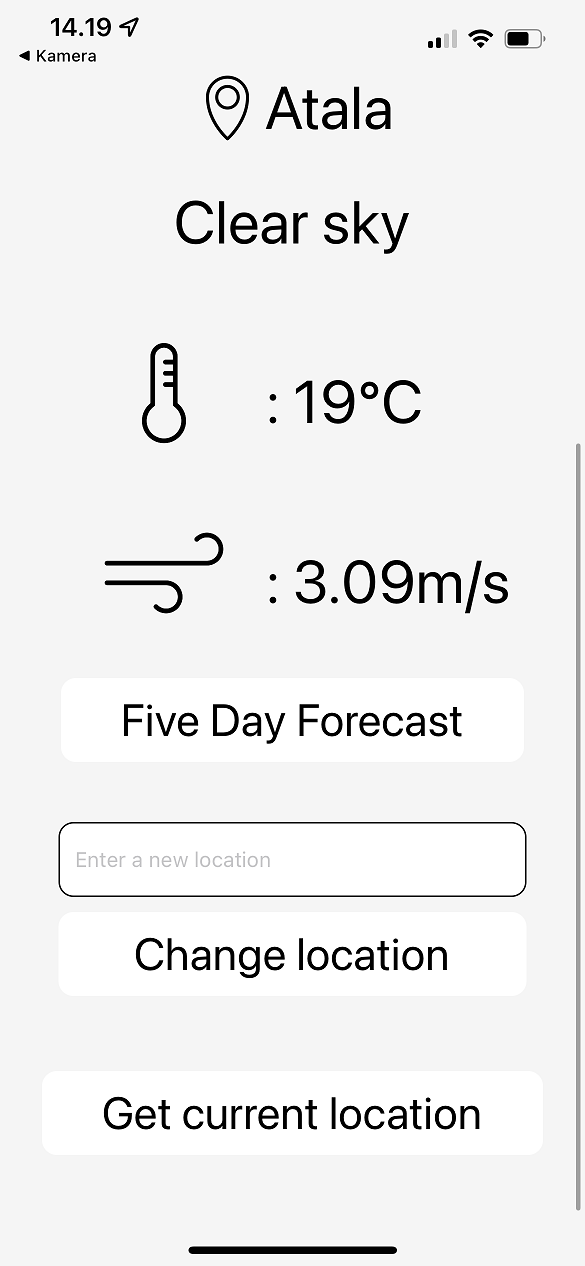 14.19
◀ Kamera
Atala
Clear sky
: 19°C
: 3.09m/s
Five Day Forecast
Enter a new location
Change location
Get current location